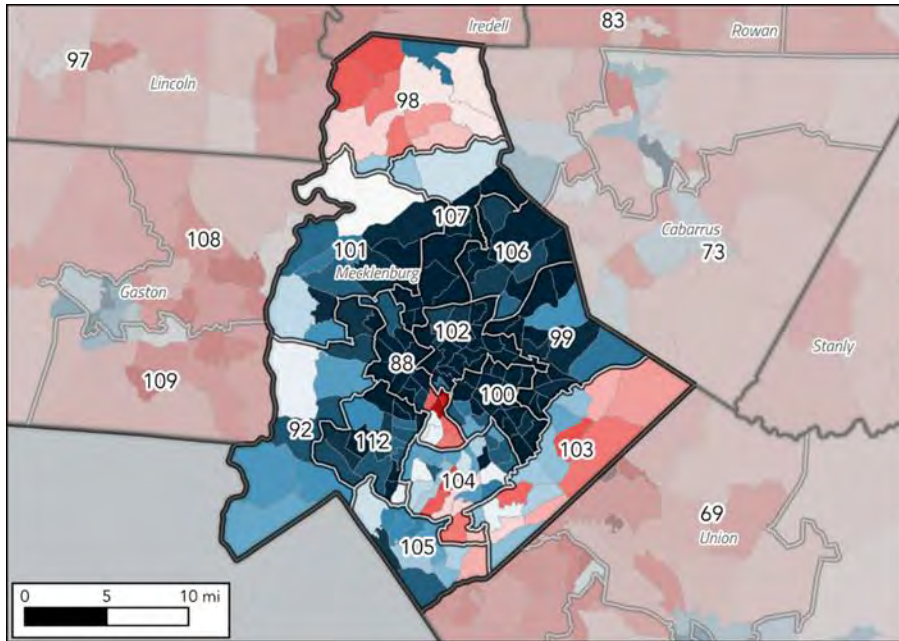 Iredell
83
Rowan
97
Lincoln
98
107
108
101
106
Cabarrus
73
Mecklenburg
Gaston
102
99
Stanly
88
109
100
92
112
103
104
69
Union
105
0 5 10 mi